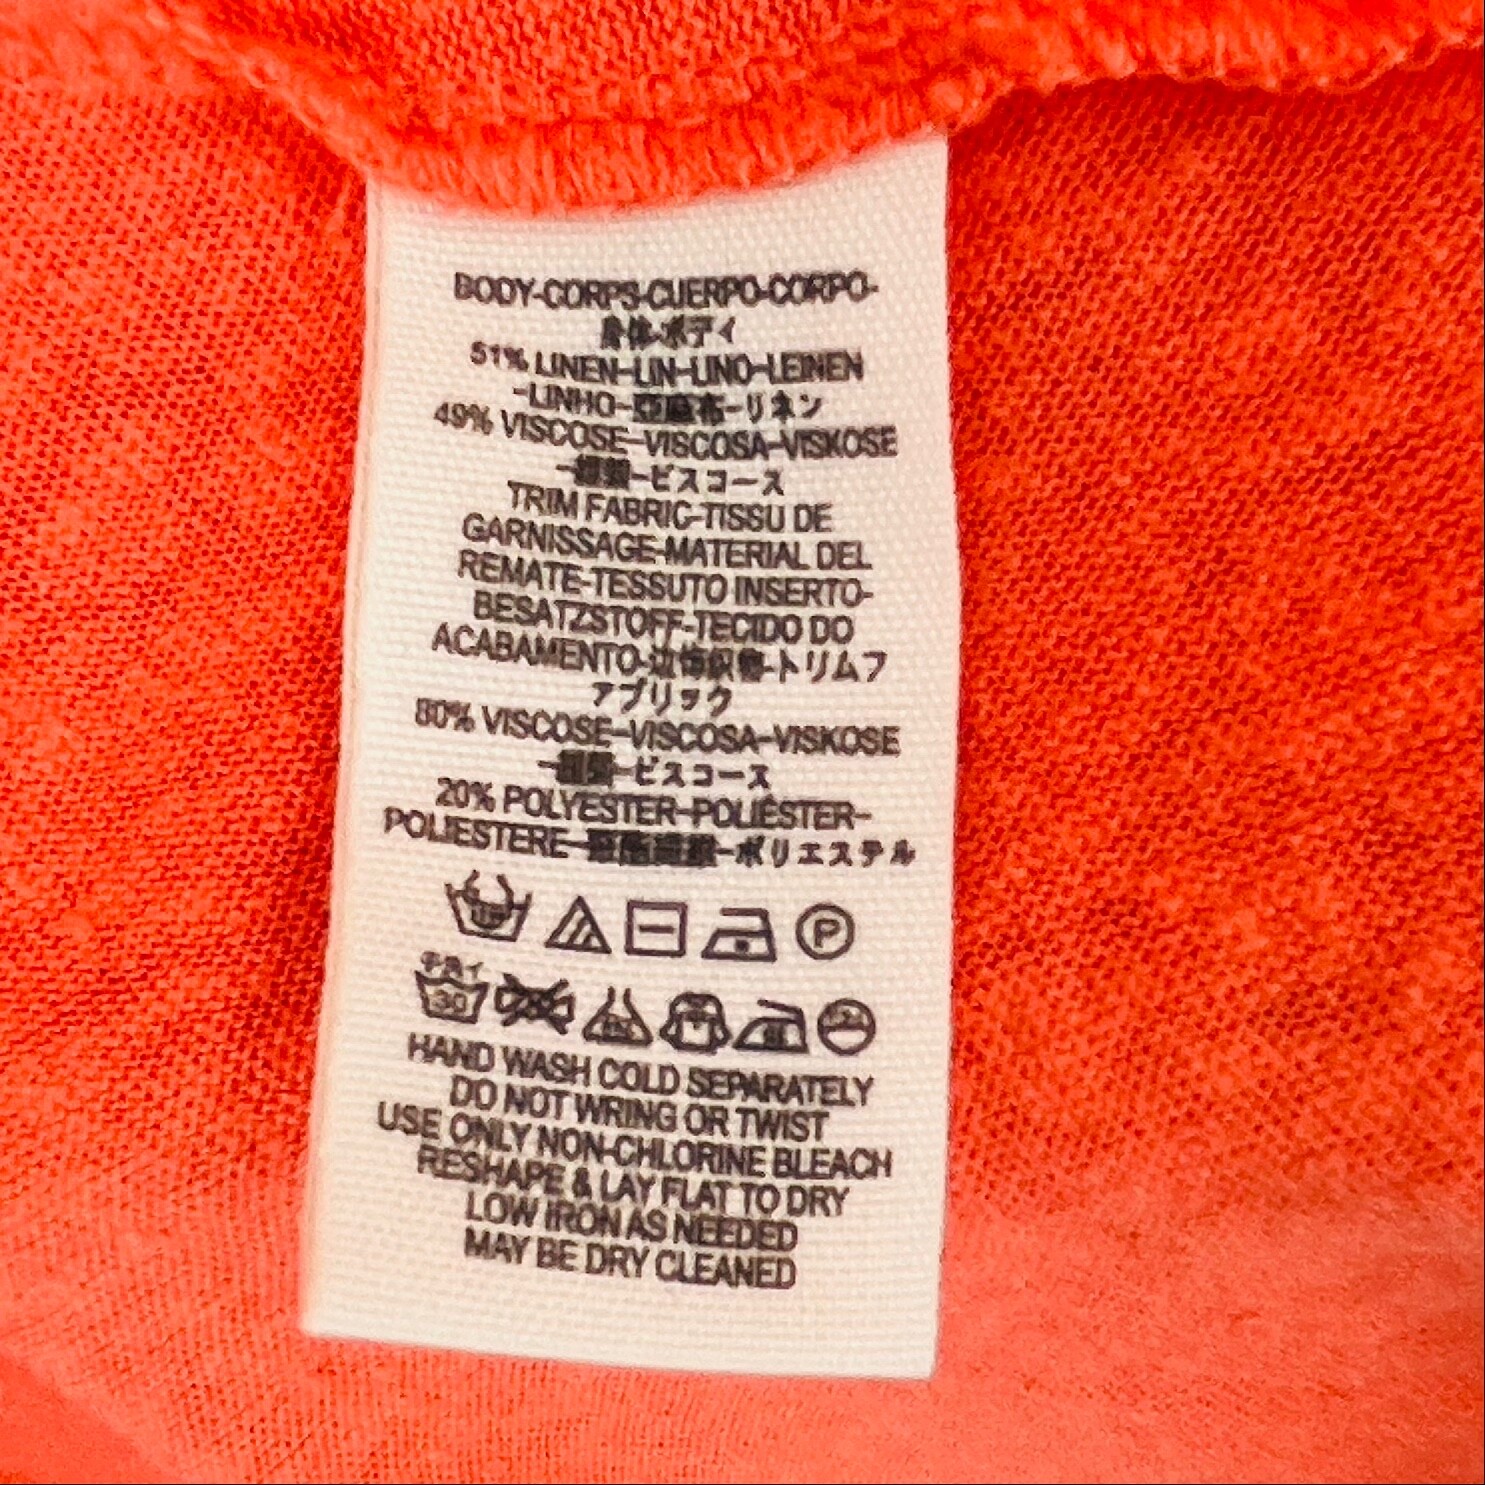 BODY-CORPS-CUERPO-CORPO-
身体-ボディ
51% LINEN-LIN-LINO-LEINEN
-LINHO-亞麻布-リネン
49% VISCOSE-VISCOSA-VISKOSE
-ビスコース
TRIM FABRIC-TISSU DE
GARNISSAGE-MATERIAL DEL
REMATE-TESSUTO INSERTO-
BESATZSTOFF-TECIDO DO
ACABAMENTO-トリムフ
アブリック
80% VISCOSE-VISCOSA-VISKOSE
-ビスコース
20% POLYESTER-POLIÉSTER-
POLIESTERE-ポリエステル
P
手洗イ
30
HAND WASH COLD SEPARATELY
DO NOT WRING OR TWIST
USE ONLY NON-CHLORINE BLEACH
RESHAPE & LAY FLAT TO DRY
LOW IRON AS NEEDED
MAY BE DRY CLEANED